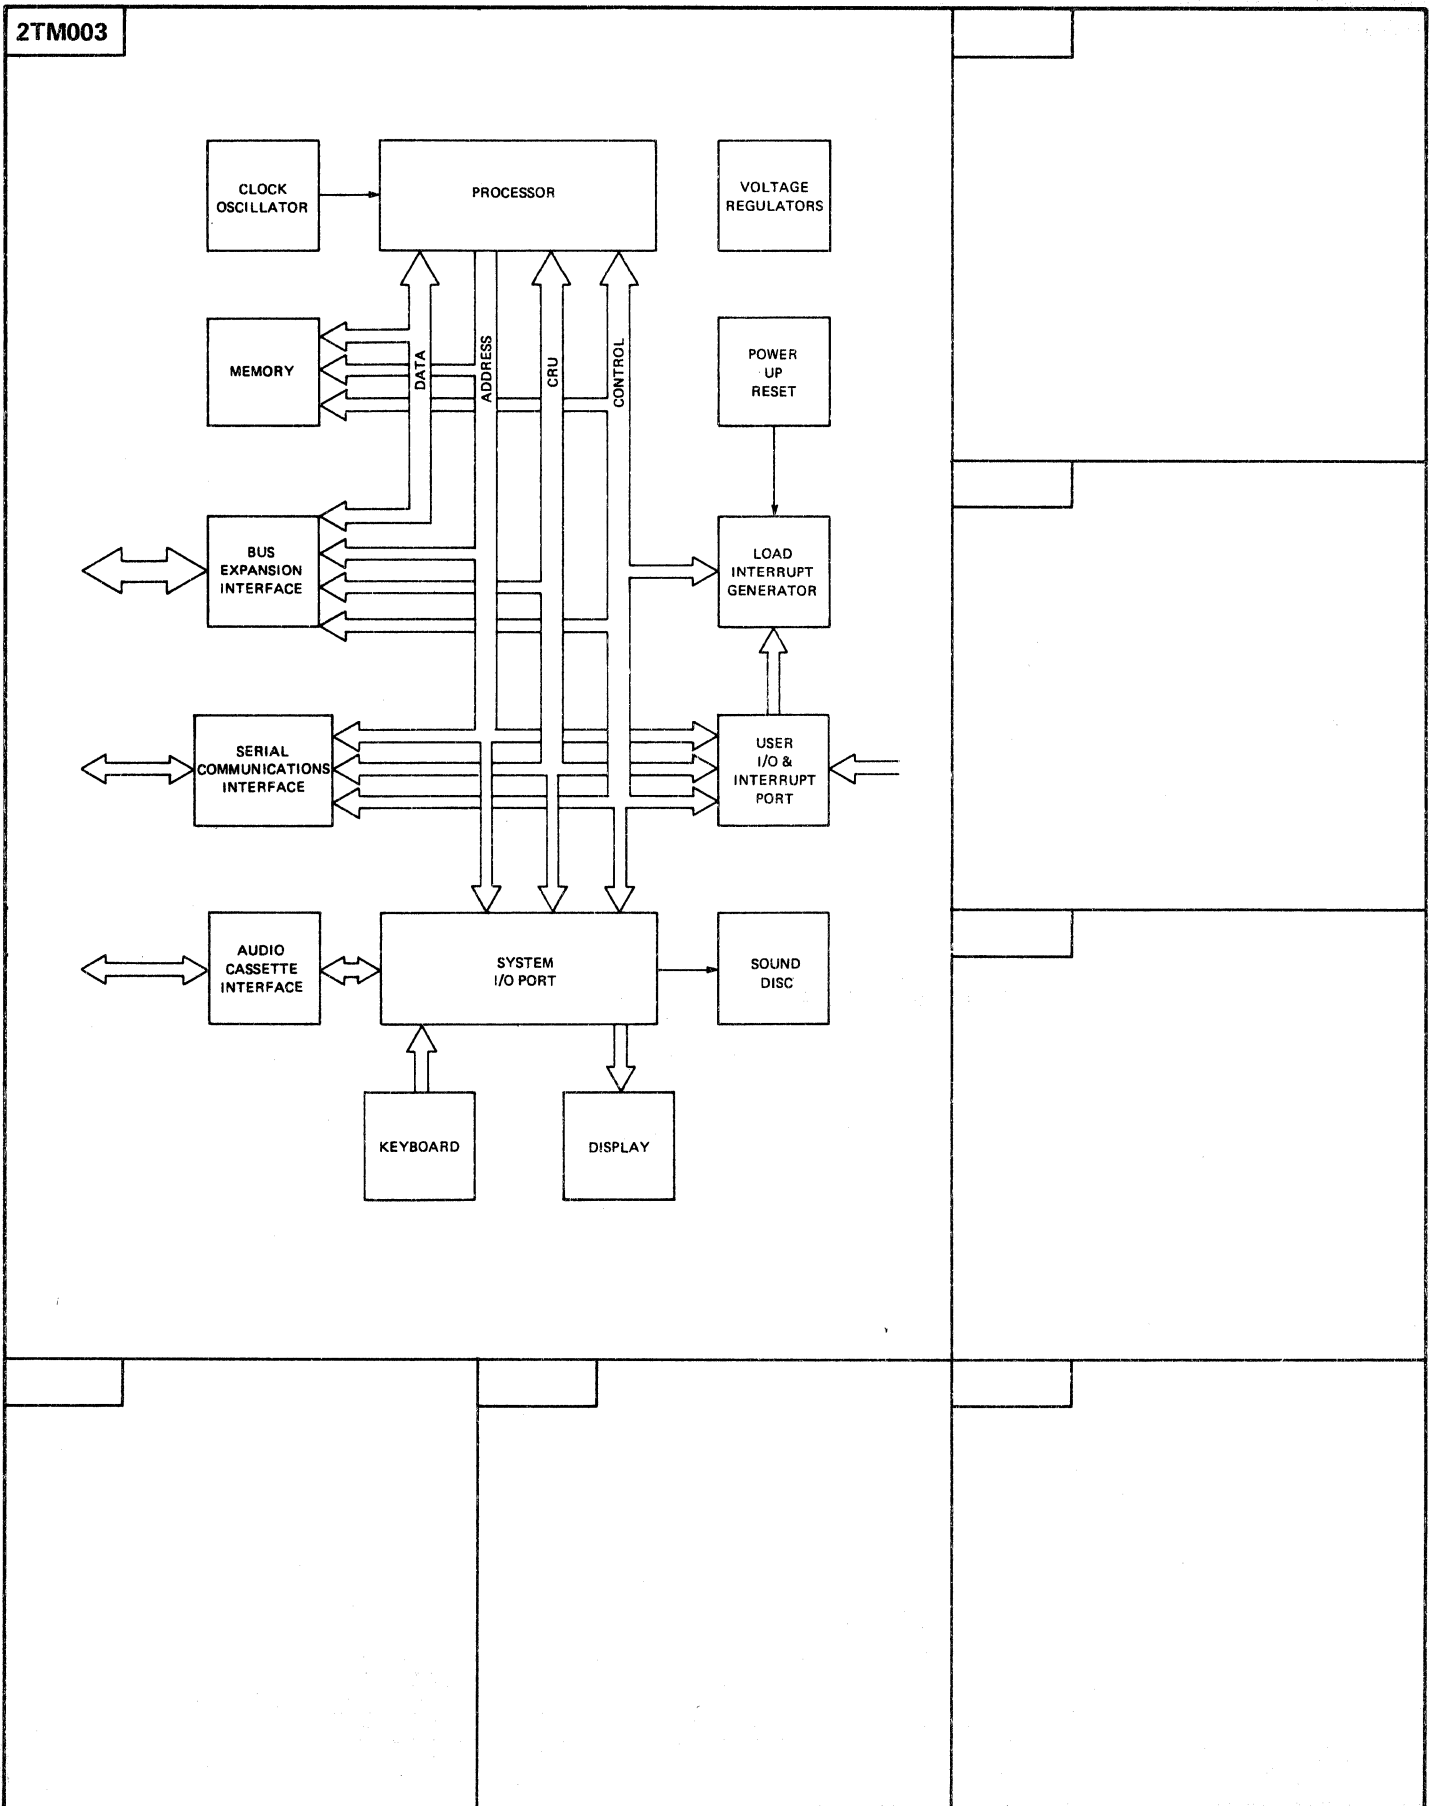 2TM003
CLOCK
OSCILLATOR
PROCESSOR
VOLTAGE
REGULATORS
MEMORY
DATA
ADDRESS
CRU
CONTROL
POWER
UP
RESET
BUS
EXPANSION
INTERFACE
LOAD
INTERRUPT
GENERATOR
SERIAL
COMMUNICATIONS
INTERFACE
USER
I/O &
INTERRUPT
PORT
AUDIO
CASSETTE
INTERFACE
SYSTEM
I/O PORT
SOUND
DISC
KEYBOARD
DISPLAY